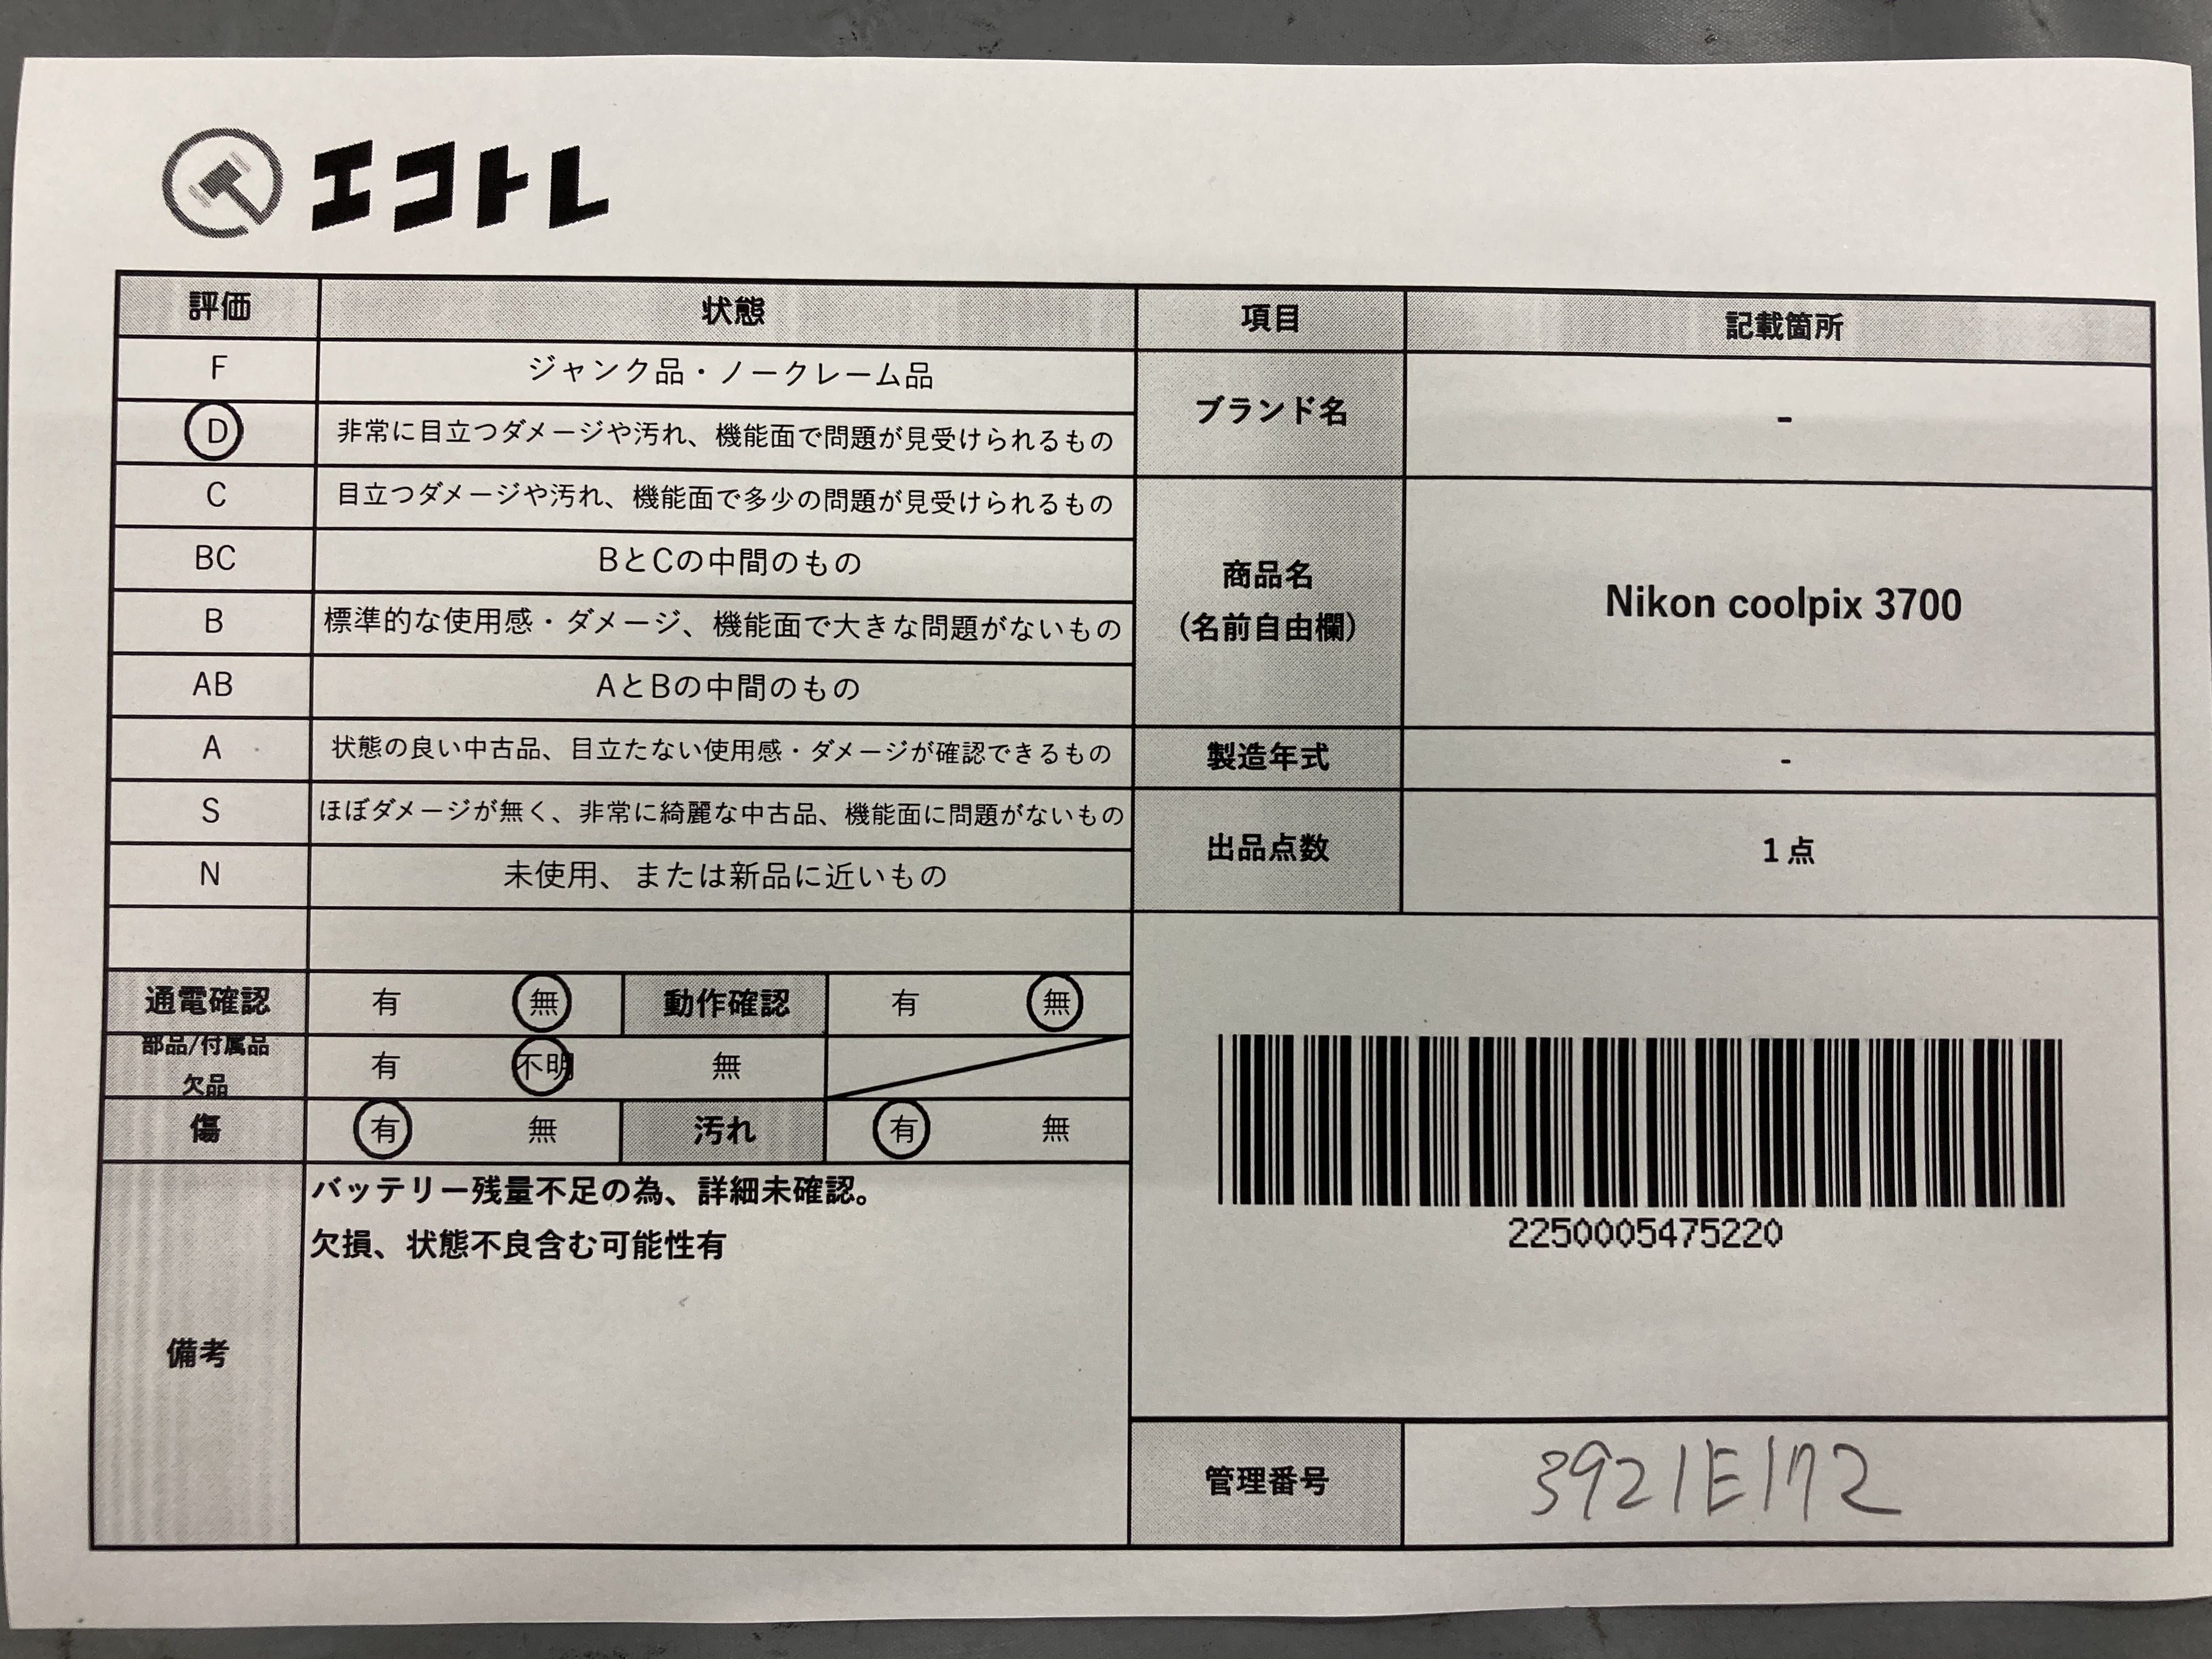 エコトレ
評価 状態 項目 記載箇所
F ジャンク品・ノークレーム品
D 非常に目立つダメージや汚れ、機能面で問題が見受けられるもの
ブランド名 -
C 目立つダメージや汚れ、機能面で多少の問題が見受けられるもの
BC BとCの中間のもの
B 標準的な使用感・ダメージ、機能面で大きな問題がないもの
商品名
(名前自由欄)
Nikon coolpix 3700
AB AとBの中間のもの
A 状態の良い中古品、目立たない使用感・ダメージが確認できるもの
製造年式 -
S ほぼダメージが無く、非常に綺麗な中古品、機能面に問題がないもの
出品点数 1点
N 未使用、または新品に近いもの
通電確認 有 無 動作確認 有 無
部品/付属品
欠品
有 不明 無
傷 有 無 汚れ 有 無
2250005475220
備考
バッテリー残量不足の為、詳細未確認。
欠損、状態不良含む可能性有
管理番号 3921E172